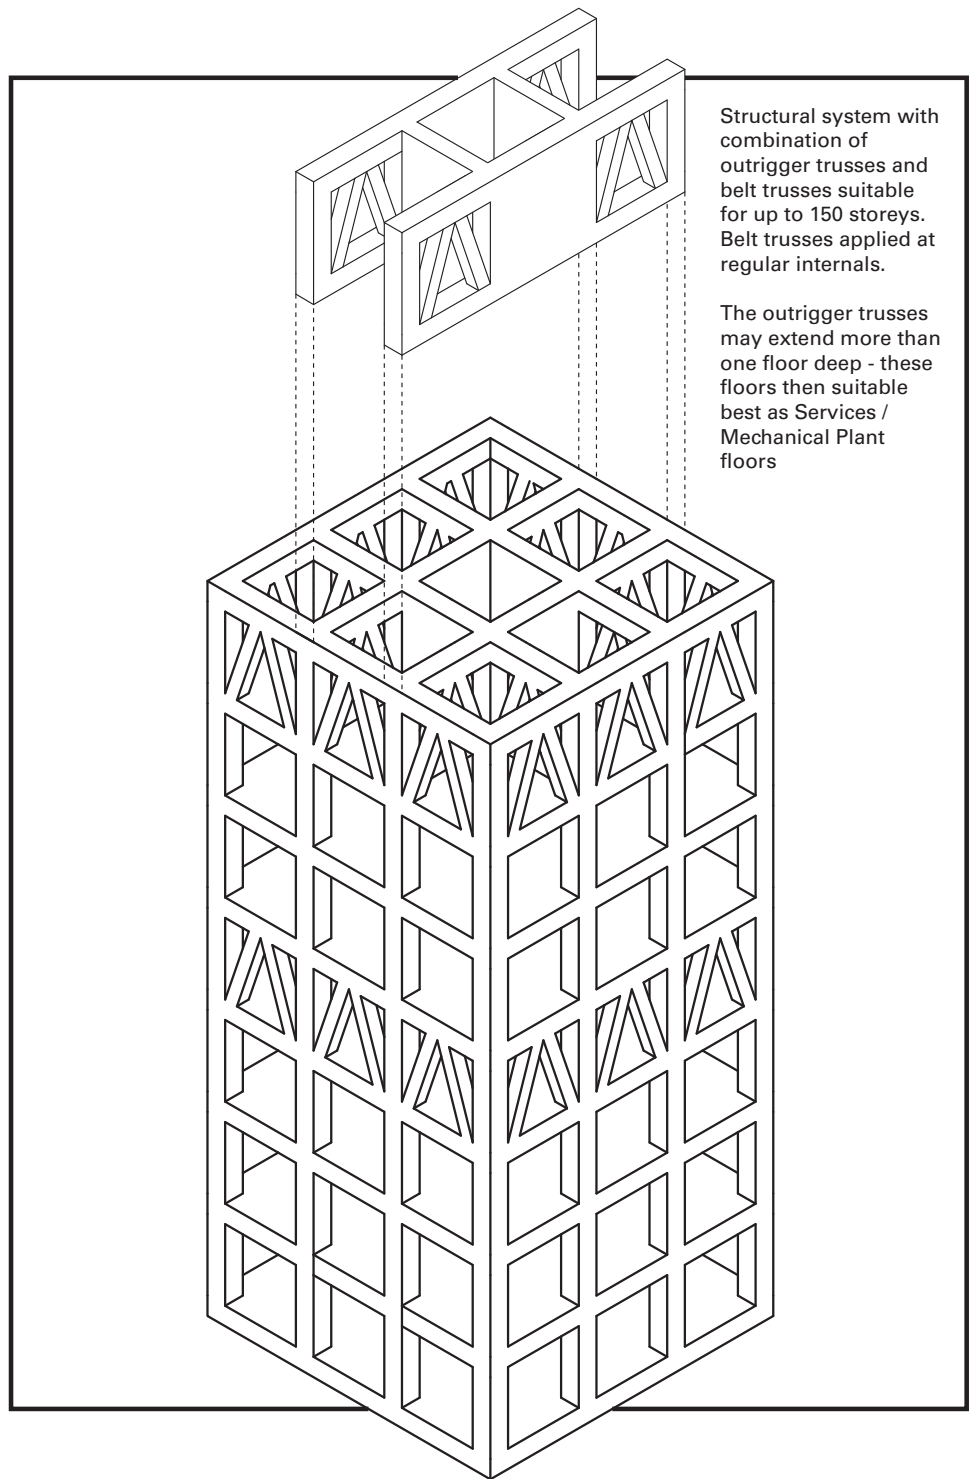 Structural system with
combination of
outrigger trusses and
belt trusses suitable
for up to 150 storeys.
Belt trusses applied at
regular internals.
The outrigger trusses
may extend more than
one floor deep - these
floors then suitable
best as Services /
Mechanical Plant
floors